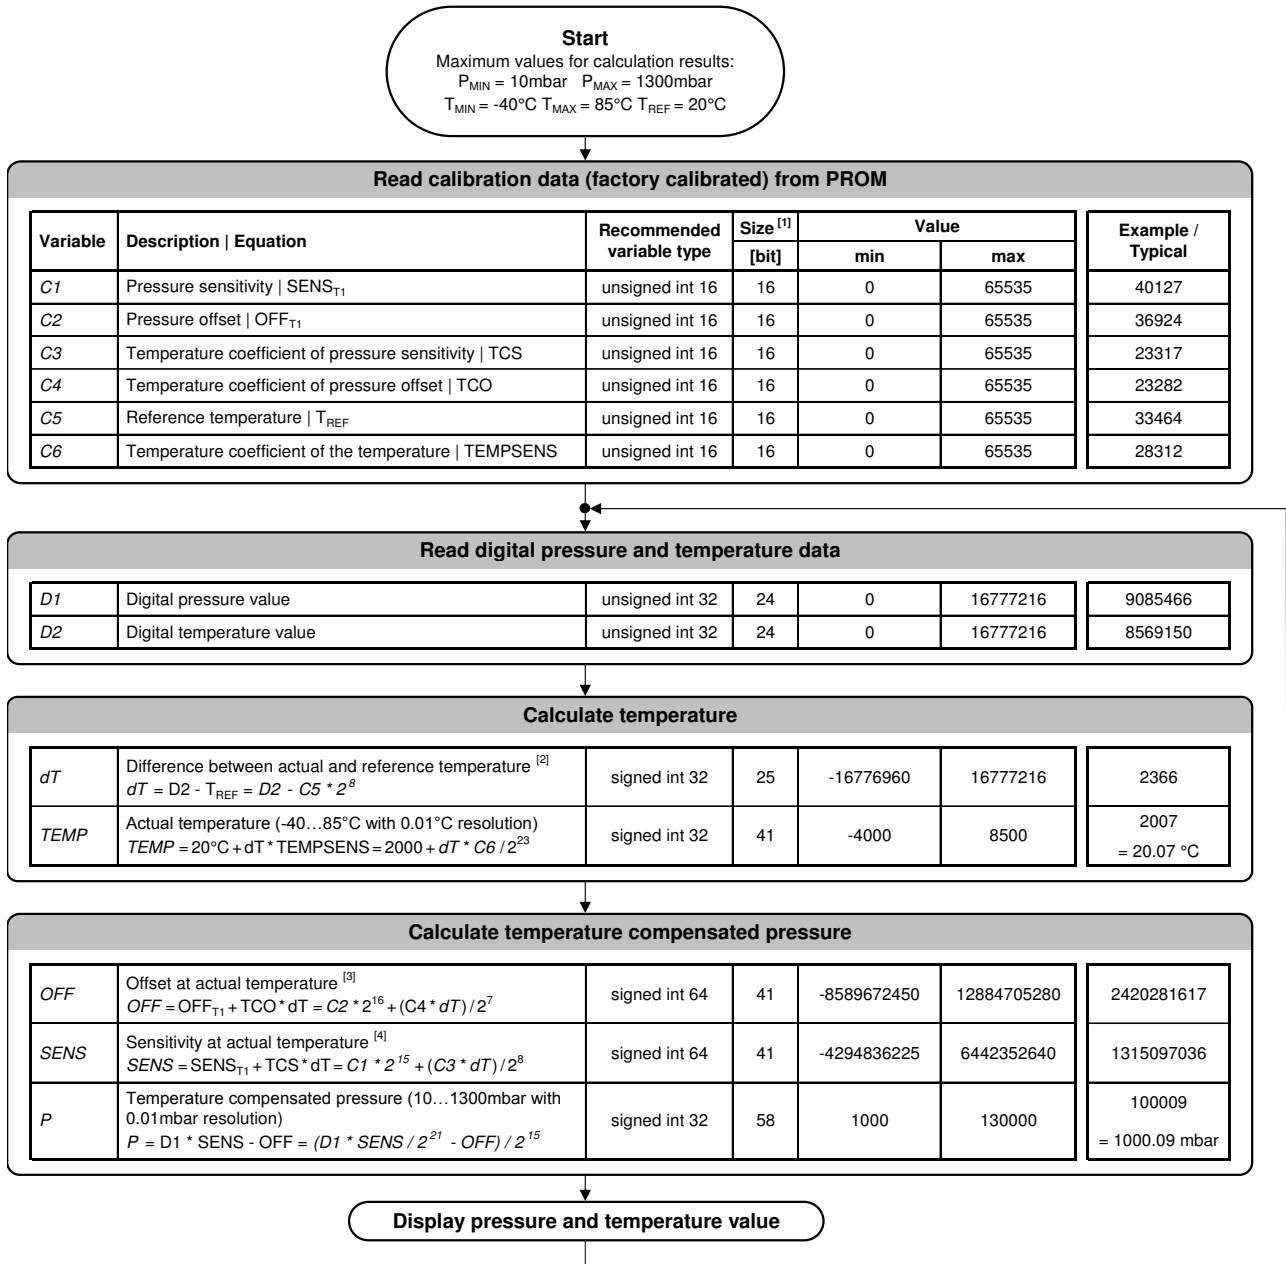 Start
Maximum values for calculation results:
P_MIN = 10mbar P_MAX = 1300mbar
T_MIN = -40°C T_MAX = 85°C T_REF = 20°C
Read calibration data (factory calibrated) from PROM
Variable | Description | Equation | Recommended variable type | Size [1] [bit] | Value min | max | Example / Typical
C1 | Pressure sensitivity | SENS_T1 | unsigned int 16 | 16 | 0 | 65535 | 40127
C2 | Pressure offset | OFF_T1 | unsigned int 16 | 16 | 0 | 65535 | 36924
C3 | Temperature coefficient of pressure sensitivity | TCS | unsigned int 16 | 16 | 0 | 65535 | 23317
C4 | Temperature coefficient of pressure offset | TCO | unsigned int 16 | 16 | 0 | 65535 | 23282
C5 | Reference temperature | T_REF | unsigned int 16 | 16 | 0 | 65535 | 33464
C6 | Temperature coefficient of the temperature | TEMPSENS | unsigned int 16 | 16 | 0 | 65535 | 28312
Read digital pressure and temperature data
D1 | Digital pressure value | unsigned int 32 | 24 | 0 | 16777216 | 9085466
D2 | Digital temperature value | unsigned int 32 | 24 | 0 | 16777216 | 8569150
Calculate temperature
dT | Difference between actual and reference temperature [2] | signed int 32 | 25 | -16776960 | 16777216 | 2366
dT = D2 - T_REF = D2 - C5 * 2^8
TEMP | Actual temperature (-40…85°C with 0.01°C resolution) | signed int 32 | 41 | -4000 | 8500 | 2007
TEMP = 20°C + dT * TEMPSENS = 2000 + dT * C6 / 2^23 | = 20.07 °C
Calculate temperature compensated pressure
OFF | Offset at actual temperature [3] | signed int 64 | 41 | -8589672450 | 12884705280 | 2420281617
OFF = OFF_T1 + TCO * dT = C2 * 2^16 + (C4 * dT) / 2^7
SENS | Sensitivity at actual temperature [4] | signed int 64 | 41 | -4294836225 | 6442352640 | 1315097036
SENS = SENS_T1 + TCS * dT = C1 * 2^15 + (C3 * dT) / 2^8
P | Temperature compensated pressure (10…1300mbar with
0.01mbar resolution) | signed int 32 | 58 | 1000 | 130000 | 100009
P = D1 * SENS - OFF = (D1 * SENS / 2^21 - OFF) / 2^15 | = 1000.09 mbar
Display pressure and temperature value